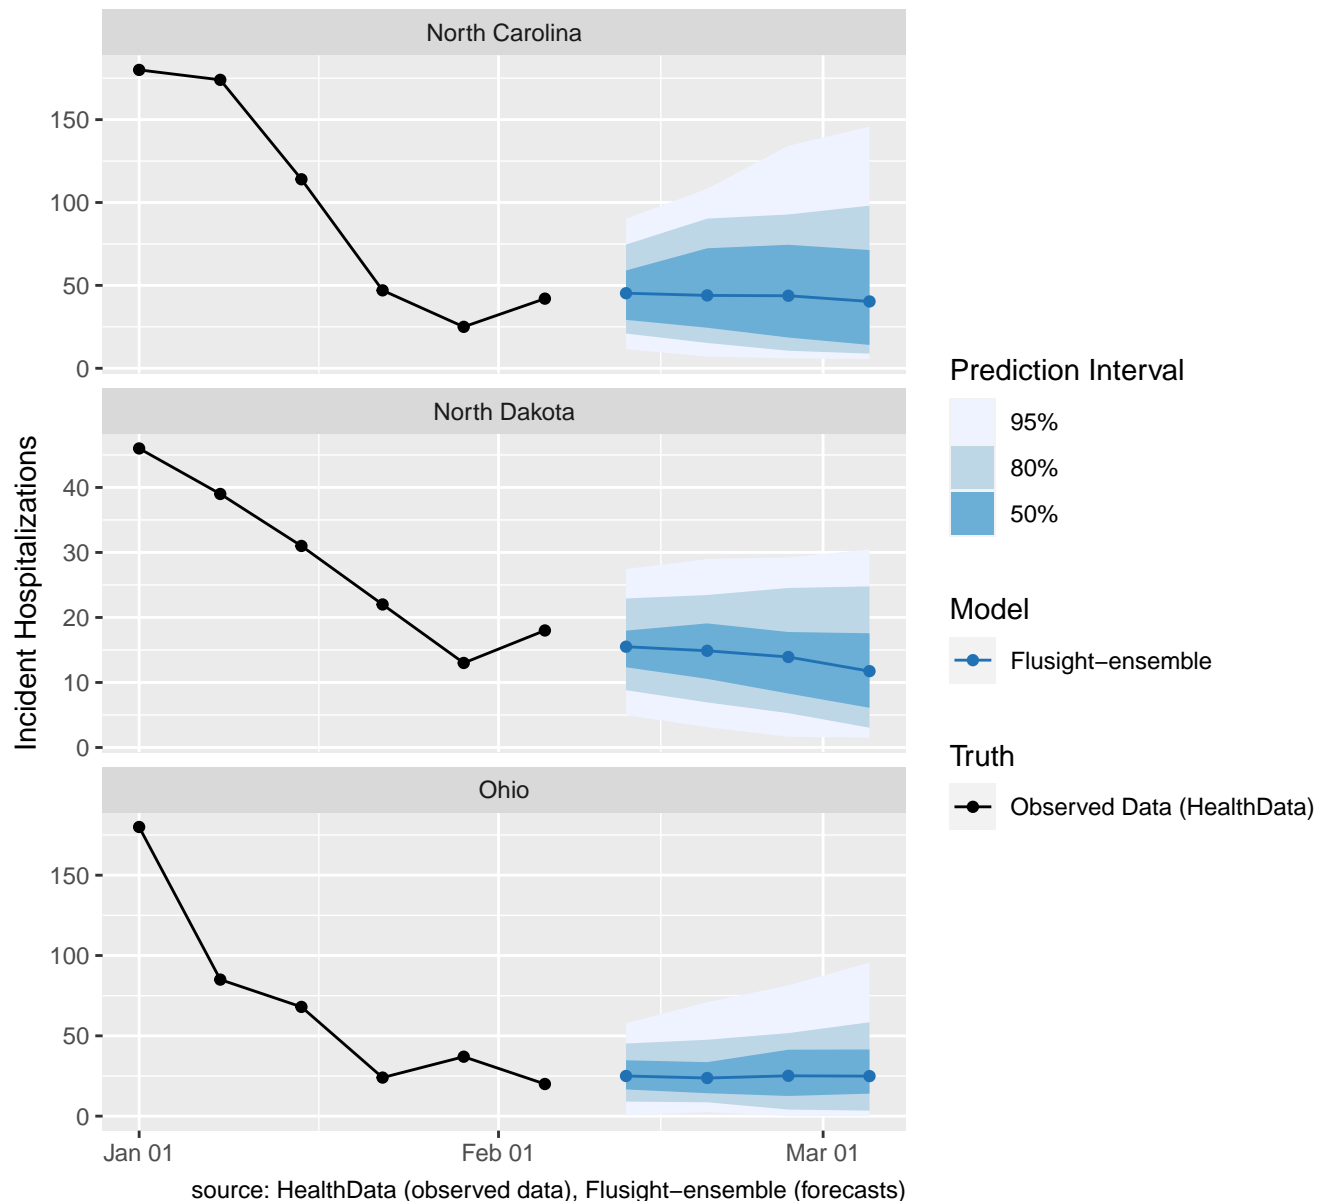 North Carolina
150
100
50
0
North Dakota
40
30
20
10
0
Ohio
150
100
50
0
Jan 01
Feb 01
Mar 01
Incident Hospitalizations
source: HealthData (observed data), Flusight−ensemble (forecasts)
Prediction Interval
95%
80%
50%
Model
Flusight−ensemble
Truth
Observed Data (HealthData)